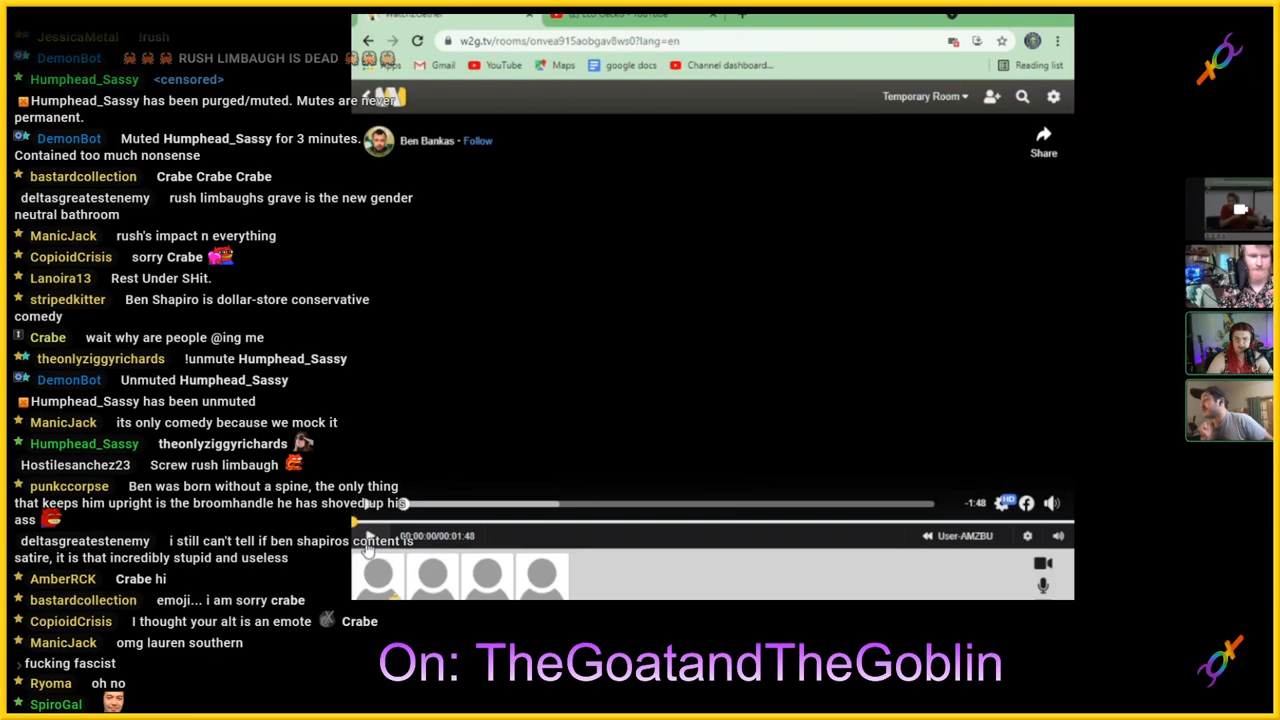 JessicaMetal !rush
DemonBot RUSH LIMBAUGH IS DEAD
Humphead_Sassy <censored>
Humphead_Sassy has been purged/muted. Mutes are never
permanent.
DemonBot Muted Humphead_Sassy for 3 minutes.
Contained too much nonsense
bastardcollection Crabe Crabe Crabe
deltasgreatestenemy rush limbaughs grave is the new gender
neutral bathroom
ManicJack rush's impact n everything
CopioidCrisis sorry Crabe
Lanoira13 Rest Under SHit.
stripedkitter Ben Shapiro is dollar-store conservative
comedy
Crabe wait why are people @ing me
theonlyziggyrichards !unmute Humphead_Sassy
DemonBot Unmuted Humphead_Sassy
Humphead_Sassy has been unmuted
ManicJack its only comedy because we mock it
Humphead_Sassy theonlyziggyrichards
Hostilesanchez23 Screw rush limbaugh
punkccorpse Ben was born without a spine, the only thing
that keeps him upright is the broomhandle he has shoved up his
ass
deltasgreatestenemy i still can't tell if ben shapiros content is
satire, it is that incredibly stupid and useless
AmberRCK Crabe hi
bastardcollection emoji... i am sorry crabe
CopioidCrisis I thought your alt is an emote Crabe
ManicJack omg lauren southern
fucking fascist
Ryoma oh no
SpiroGal
w2g.tv/rooms/onvea915aobgav8ws0?lang=en
Apps Gmail YouTube Maps google docs Channel dashboard... Reading list
Temporary Room
Ben Bankas · Follow
Share
-1:48 HD
00:00:00/00:01:48 User-AMZBU
On: TheGoatandTheGoblin